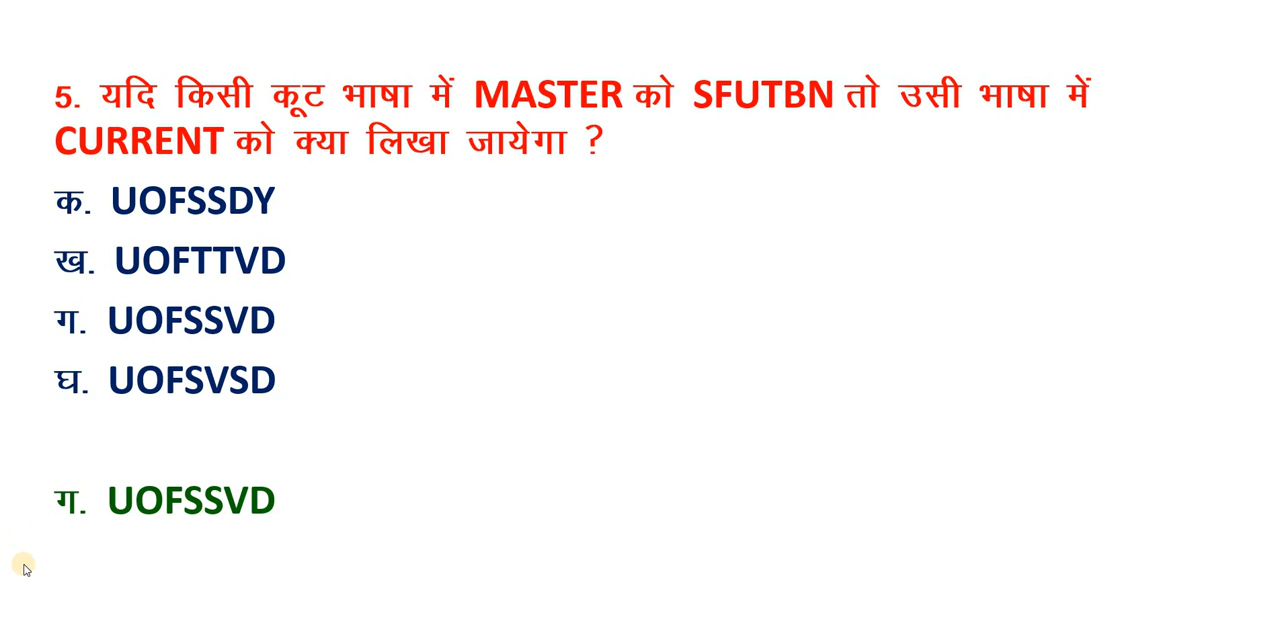 5. यदि किसी कूट भाषा में MASTER को SFUTBN तो उसी भाषा में
CURRENT को क्या लिखा जायेगा ?
क. UOFSSDY
ख. UOFTTVD
ग. UOFSSVD
घ. UOFSVSD
ग. UOFSSVD